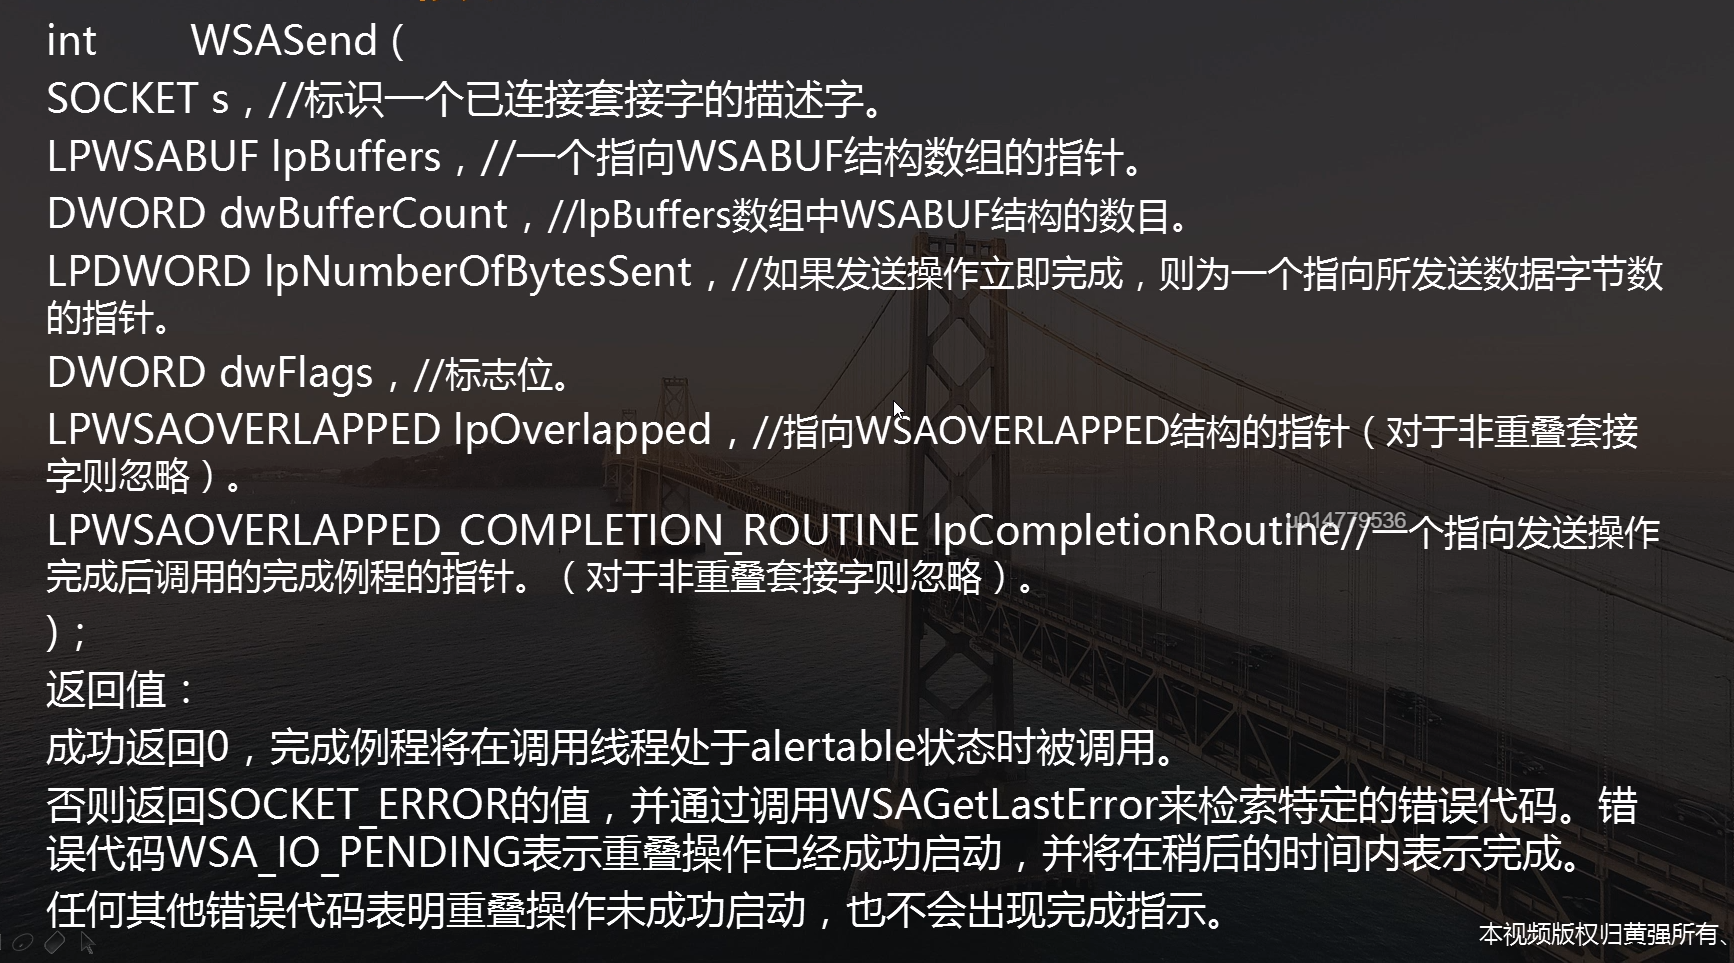 int WSASend (
SOCKET s，//标识一个已连接套接字的描述字。
LPWSABUF lpBuffers，//一个指向WSABUF结构数组的指针。
DWORD dwBufferCount，//lpBuffers数组中WSABUF结构的数目。
LPDWORD lpNumberOfBytesSent，//如果发送操作立即完成，则为一个指向所发送数据字节数
的指针。
DWORD dwFlags，//标志位。
LPWSAOVERLAPPED lpOverlapped，//指向WSAOVERLAPPED结构的指针（对于非重叠套接
字则忽略）。
LPWSAOVERLAPPED_COMPLETION_ROUTINE lpCompletionRoutine//一个指向发送操作
u014779536
完成后调用的完成例程的指针。（对于非重叠套接字则忽略）。
)；
返回值：
成功返回0，完成例程将在调用线程处于alertable状态时被调用。
否则返回SOCKET_ERROR的值，并通过调用WSAGetLastError来检索特定的错误代码。错
误代码WSA_IO_PENDING表示重叠操作已经成功启动，并将在稍后的时间内表示完成。
任何其他错误代码表明重叠操作未成功启动，也不会出现完成指示。
本视频版权归黄强所有、